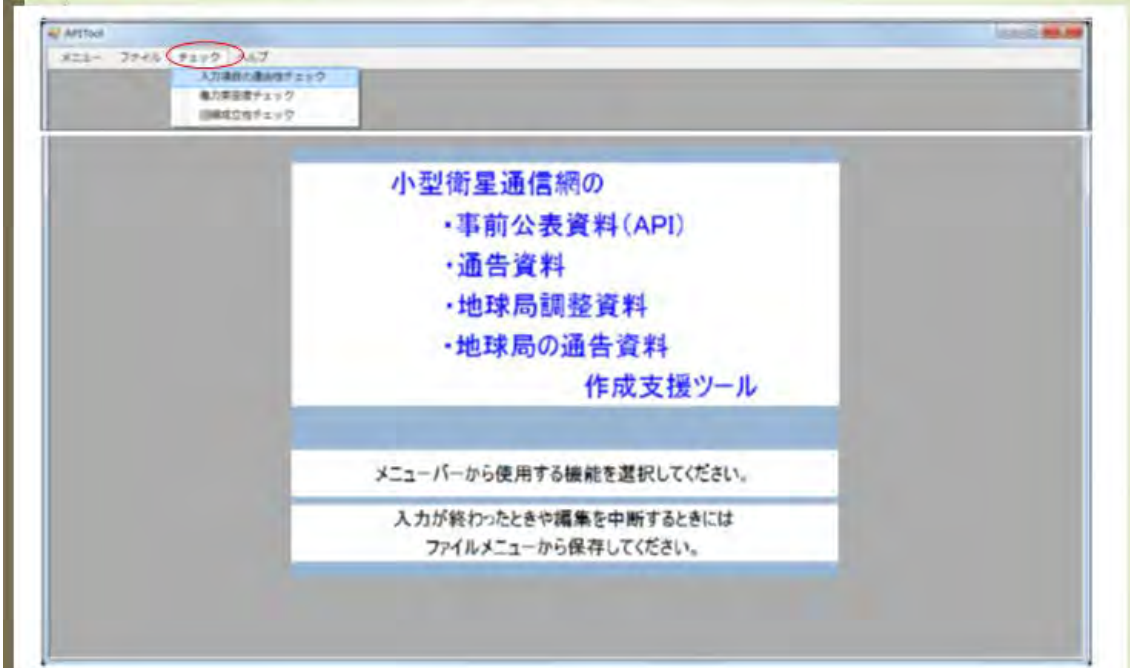 APITool
メニュー ファイル チェック ヘルプ
入力項目の適合性チェック
電力束密度チェック
回線成立性チェック
小型衛星通信網の
・事前公表資料(API)
・通告資料
・地球局調整資料
・地球局の通告資料
作成支援ツール
メニューバーから使用する機能を選択してください。
入力が終わったときや編集を中断するときには
ファイルメニューから保存してください。